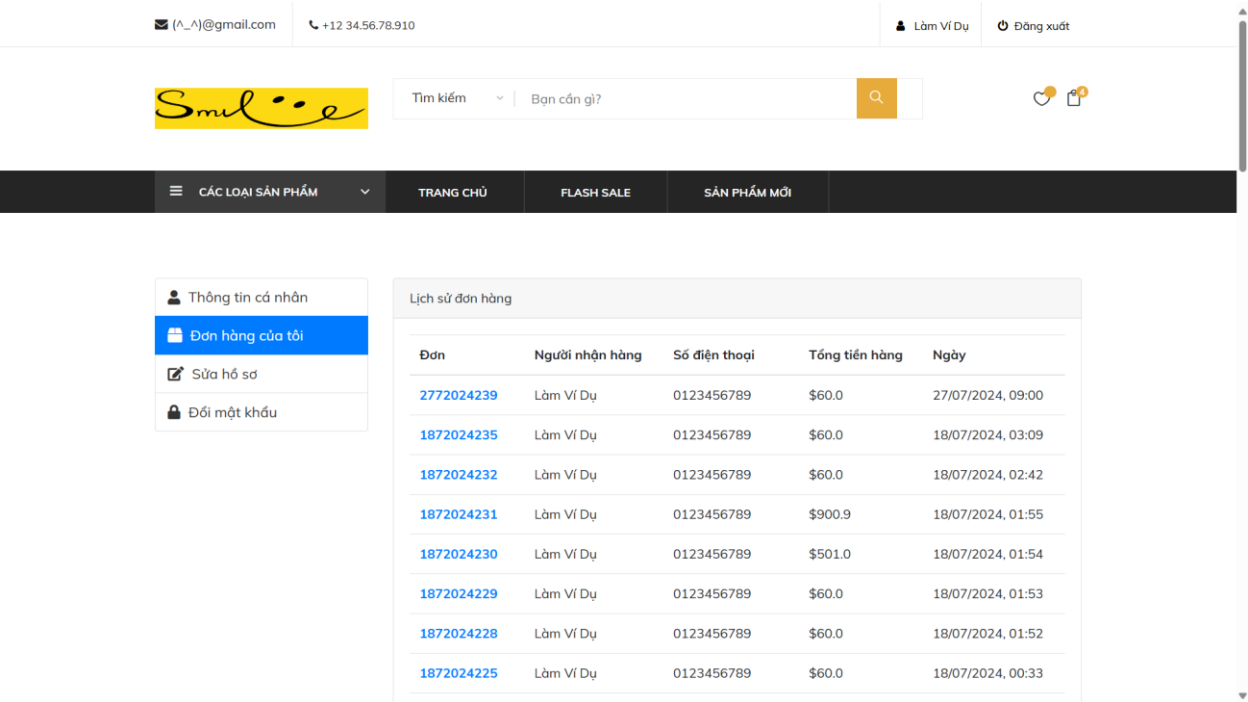 (^_^)@gmail.com +12 34.56.78.910 Làm Ví Dụ Đăng xuất
Smile Tìm kiếm Bạn cần gì? 4
CÁC LOẠI SẢN PHẨM TRANG CHỦ FLASH SALE SẢN PHẨM MỚI
Thông tin cá nhân
Đơn hàng của tôi
Sửa hồ sơ
Đổi mật khẩu
Lịch sử đơn hàng
Đơn Người nhận hàng Số điện thoại Tổng tiền hàng Ngày
2772024239 Làm Ví Dụ 0123456789 $60.0 27/07/2024, 09:00
1872024235 Làm Ví Dụ 0123456789 $60.0 18/07/2024, 03:09
1872024232 Làm Ví Dụ 0123456789 $60.0 18/07/2024, 02:42
1872024231 Làm Ví Dụ 0123456789 $900.9 18/07/2024, 01:55
1872024230 Làm Ví Dụ 0123456789 $501.0 18/07/2024, 01:54
1872024229 Làm Ví Dụ 0123456789 $60.0 18/07/2024, 01:53
1872024228 Làm Ví Dụ 0123456789 $60.0 18/07/2024, 01:52
1872024225 Làm Ví Dụ 0123456789 $60.0 18/07/2024, 00:33